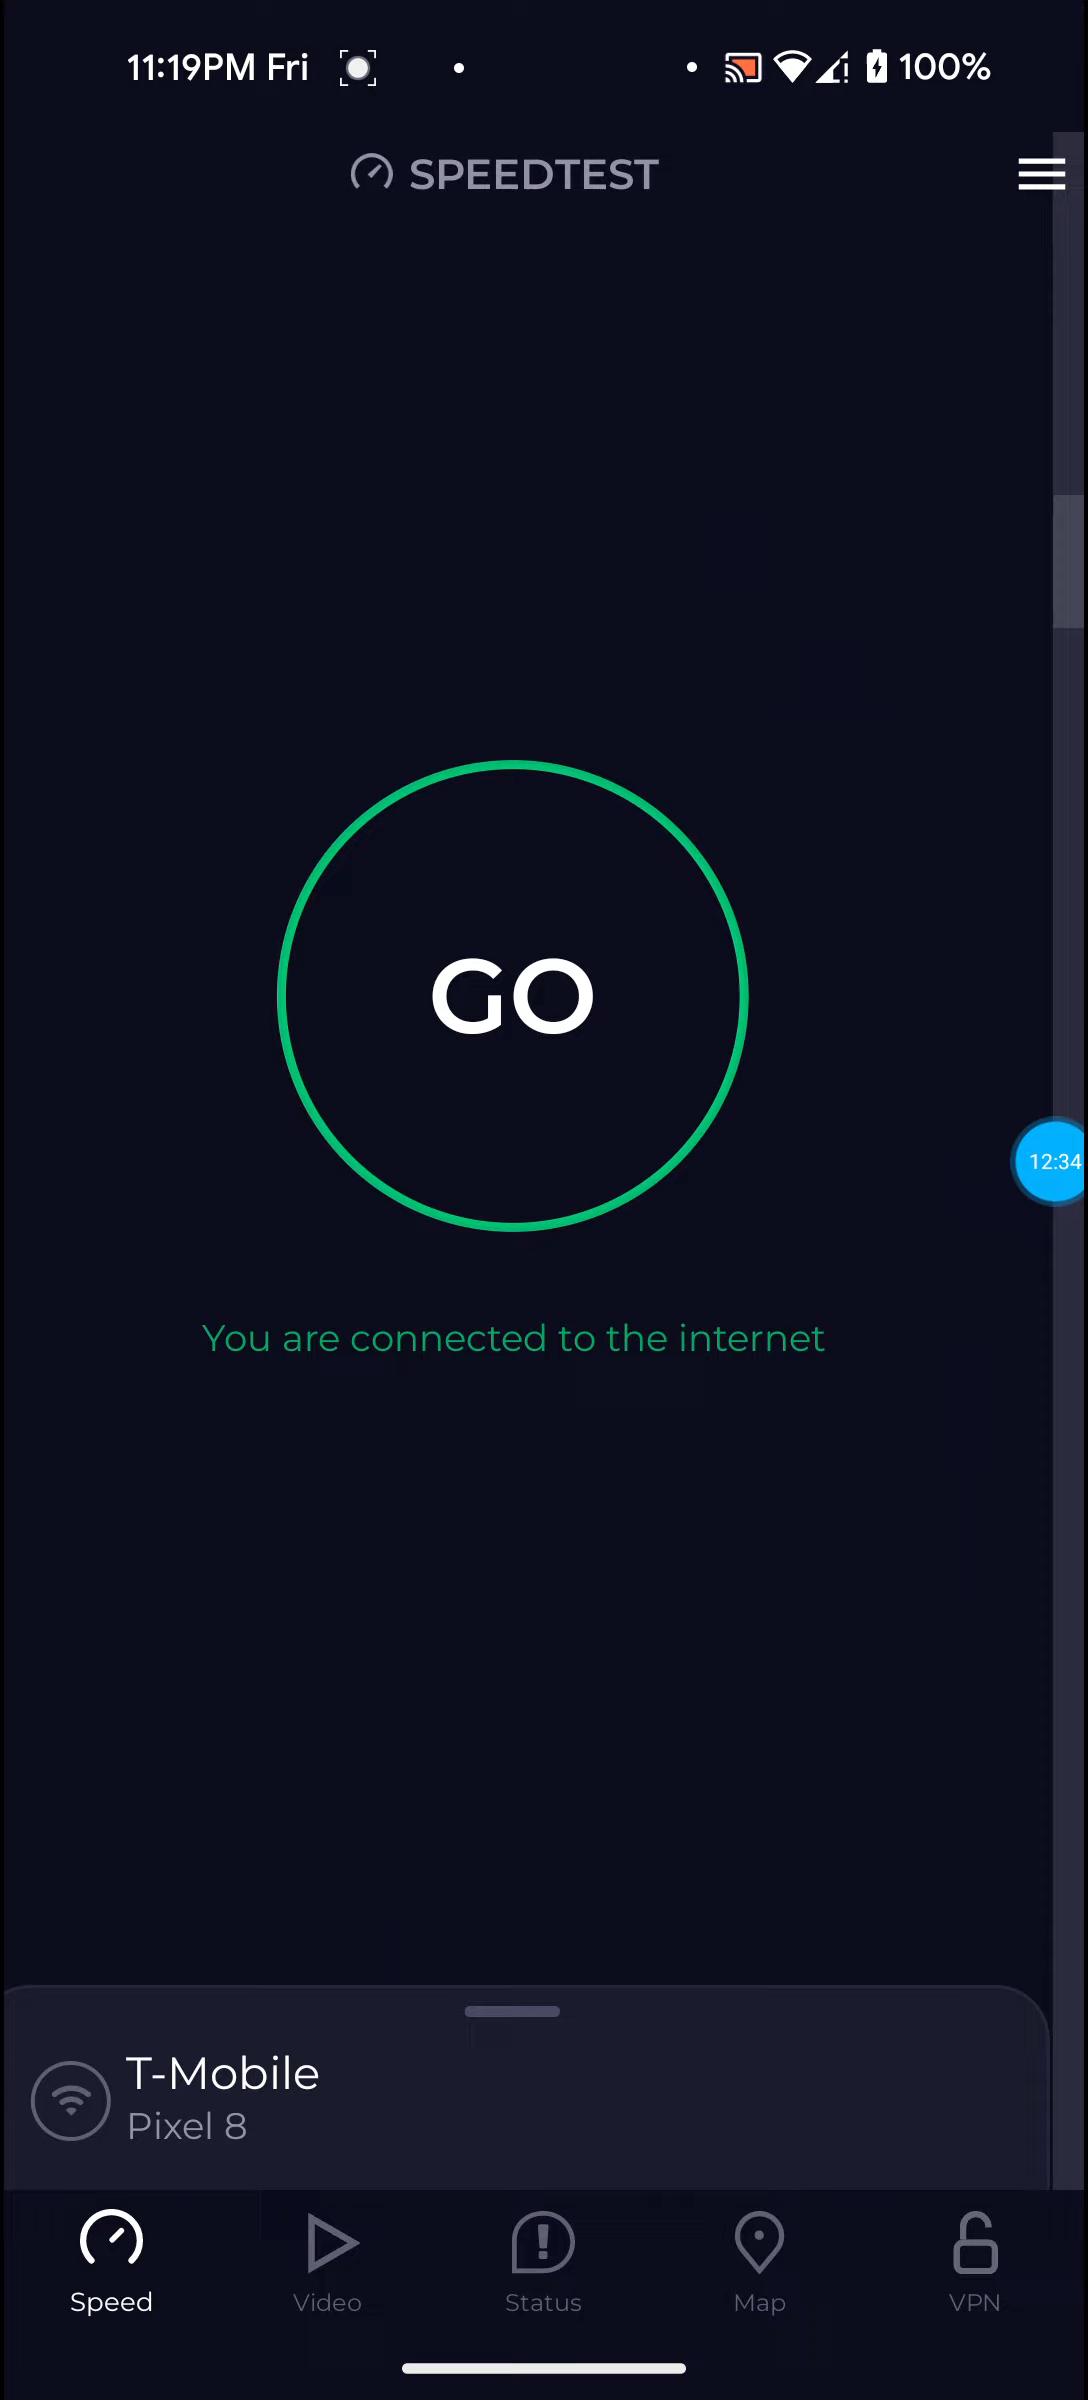 11:19PM Fri
100%
SPEEDTEST
GO
12:34
You are connected to the internet
T-Mobile
Pixel 8
Speed
Video
Status
Map
VPN